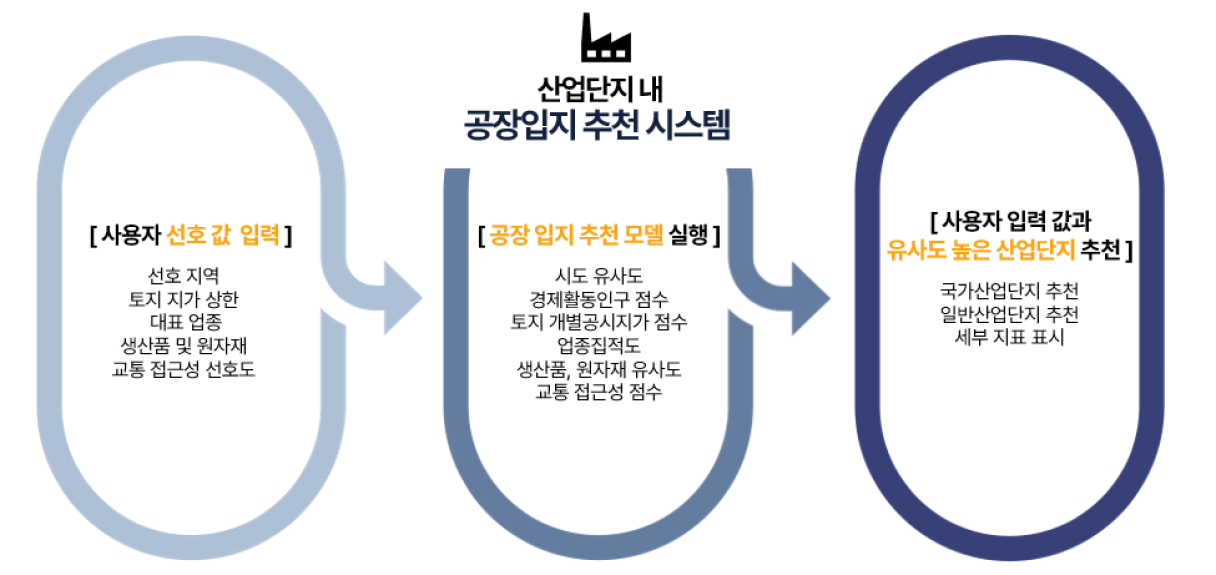 산업단지 내
공장입지 추천 시스템
[ 사용자 선호 값 입력 ]
선호 지역
토지 지가 상한
대표 업종
생산품 및 원자재
교통 접근성 선호도
[ 공장 입지 추천 모델 실행 ]
시도 유사도
경제활동인구 점수
토지 개별공시지가 점수
업종집적도
생산품, 원자재 유사도
교통 접근성 점수
[ 사용자 입력 값과
유사도 높은 산업단지 추천 ]
국가산업단지 추천
일반산업단지 추천
세부 지표 표시